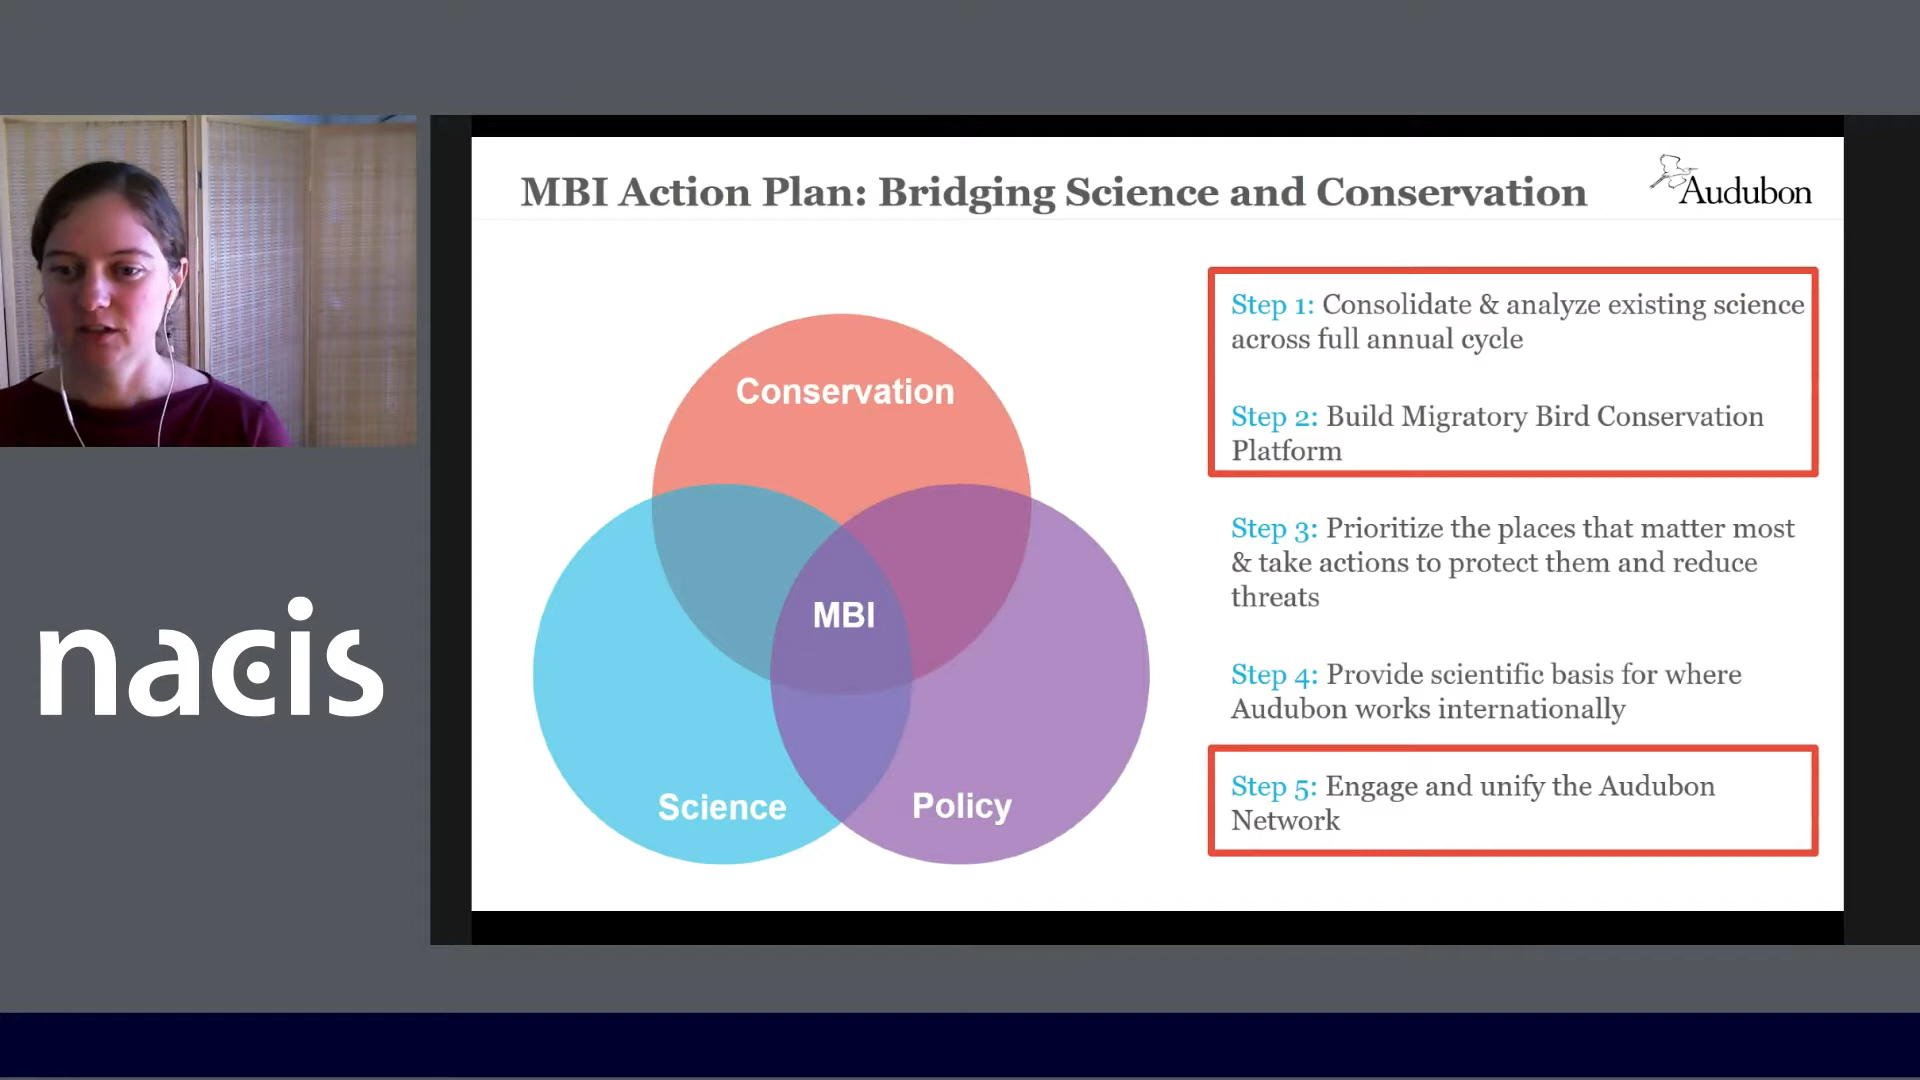 MBI Action Plan: Bridging Science and Conservation
Audubon
Conservation
MBI
Science
Policy
Step 1: Consolidate & analyze existing science
across full annual cycle
Step 2: Build Migratory Bird Conservation
Platform
Step 3: Prioritize the places that matter most
& take actions to protect them and reduce
threats
Step 4: Provide scientific basis for where
Audubon works internationally
Step 5: Engage and unify the Audubon
Network
nacis